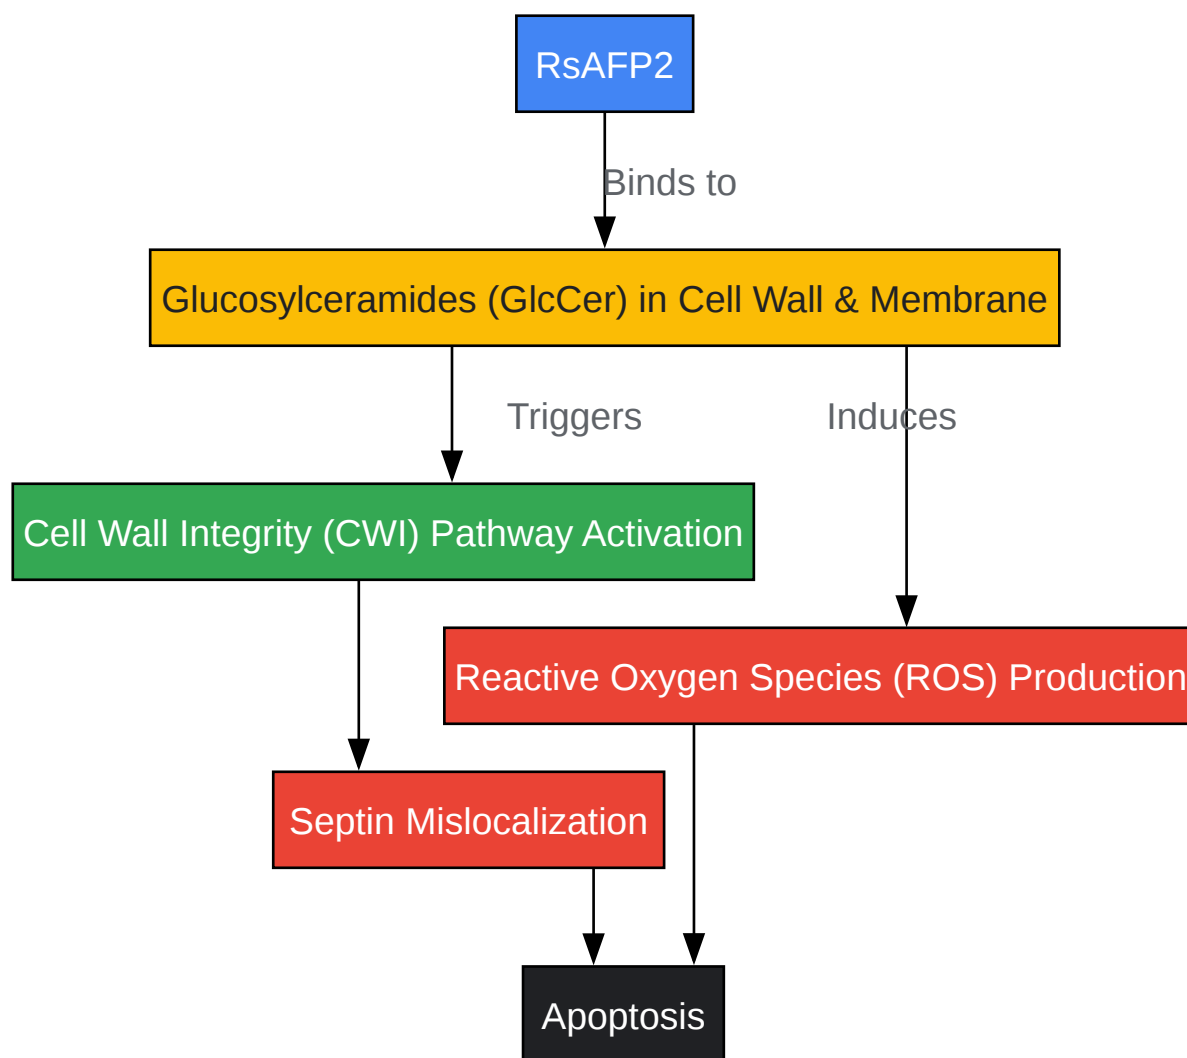 RsAFP2
Binds to
Glucosylceramides (GlcCer) in Cell Wall & Membrane
Triggers
Induces
Cell Wall Integrity (CWI) Pathway Activation
Reactive Oxygen Species (ROS) Production
Septin Mislocalization
Apoptosis